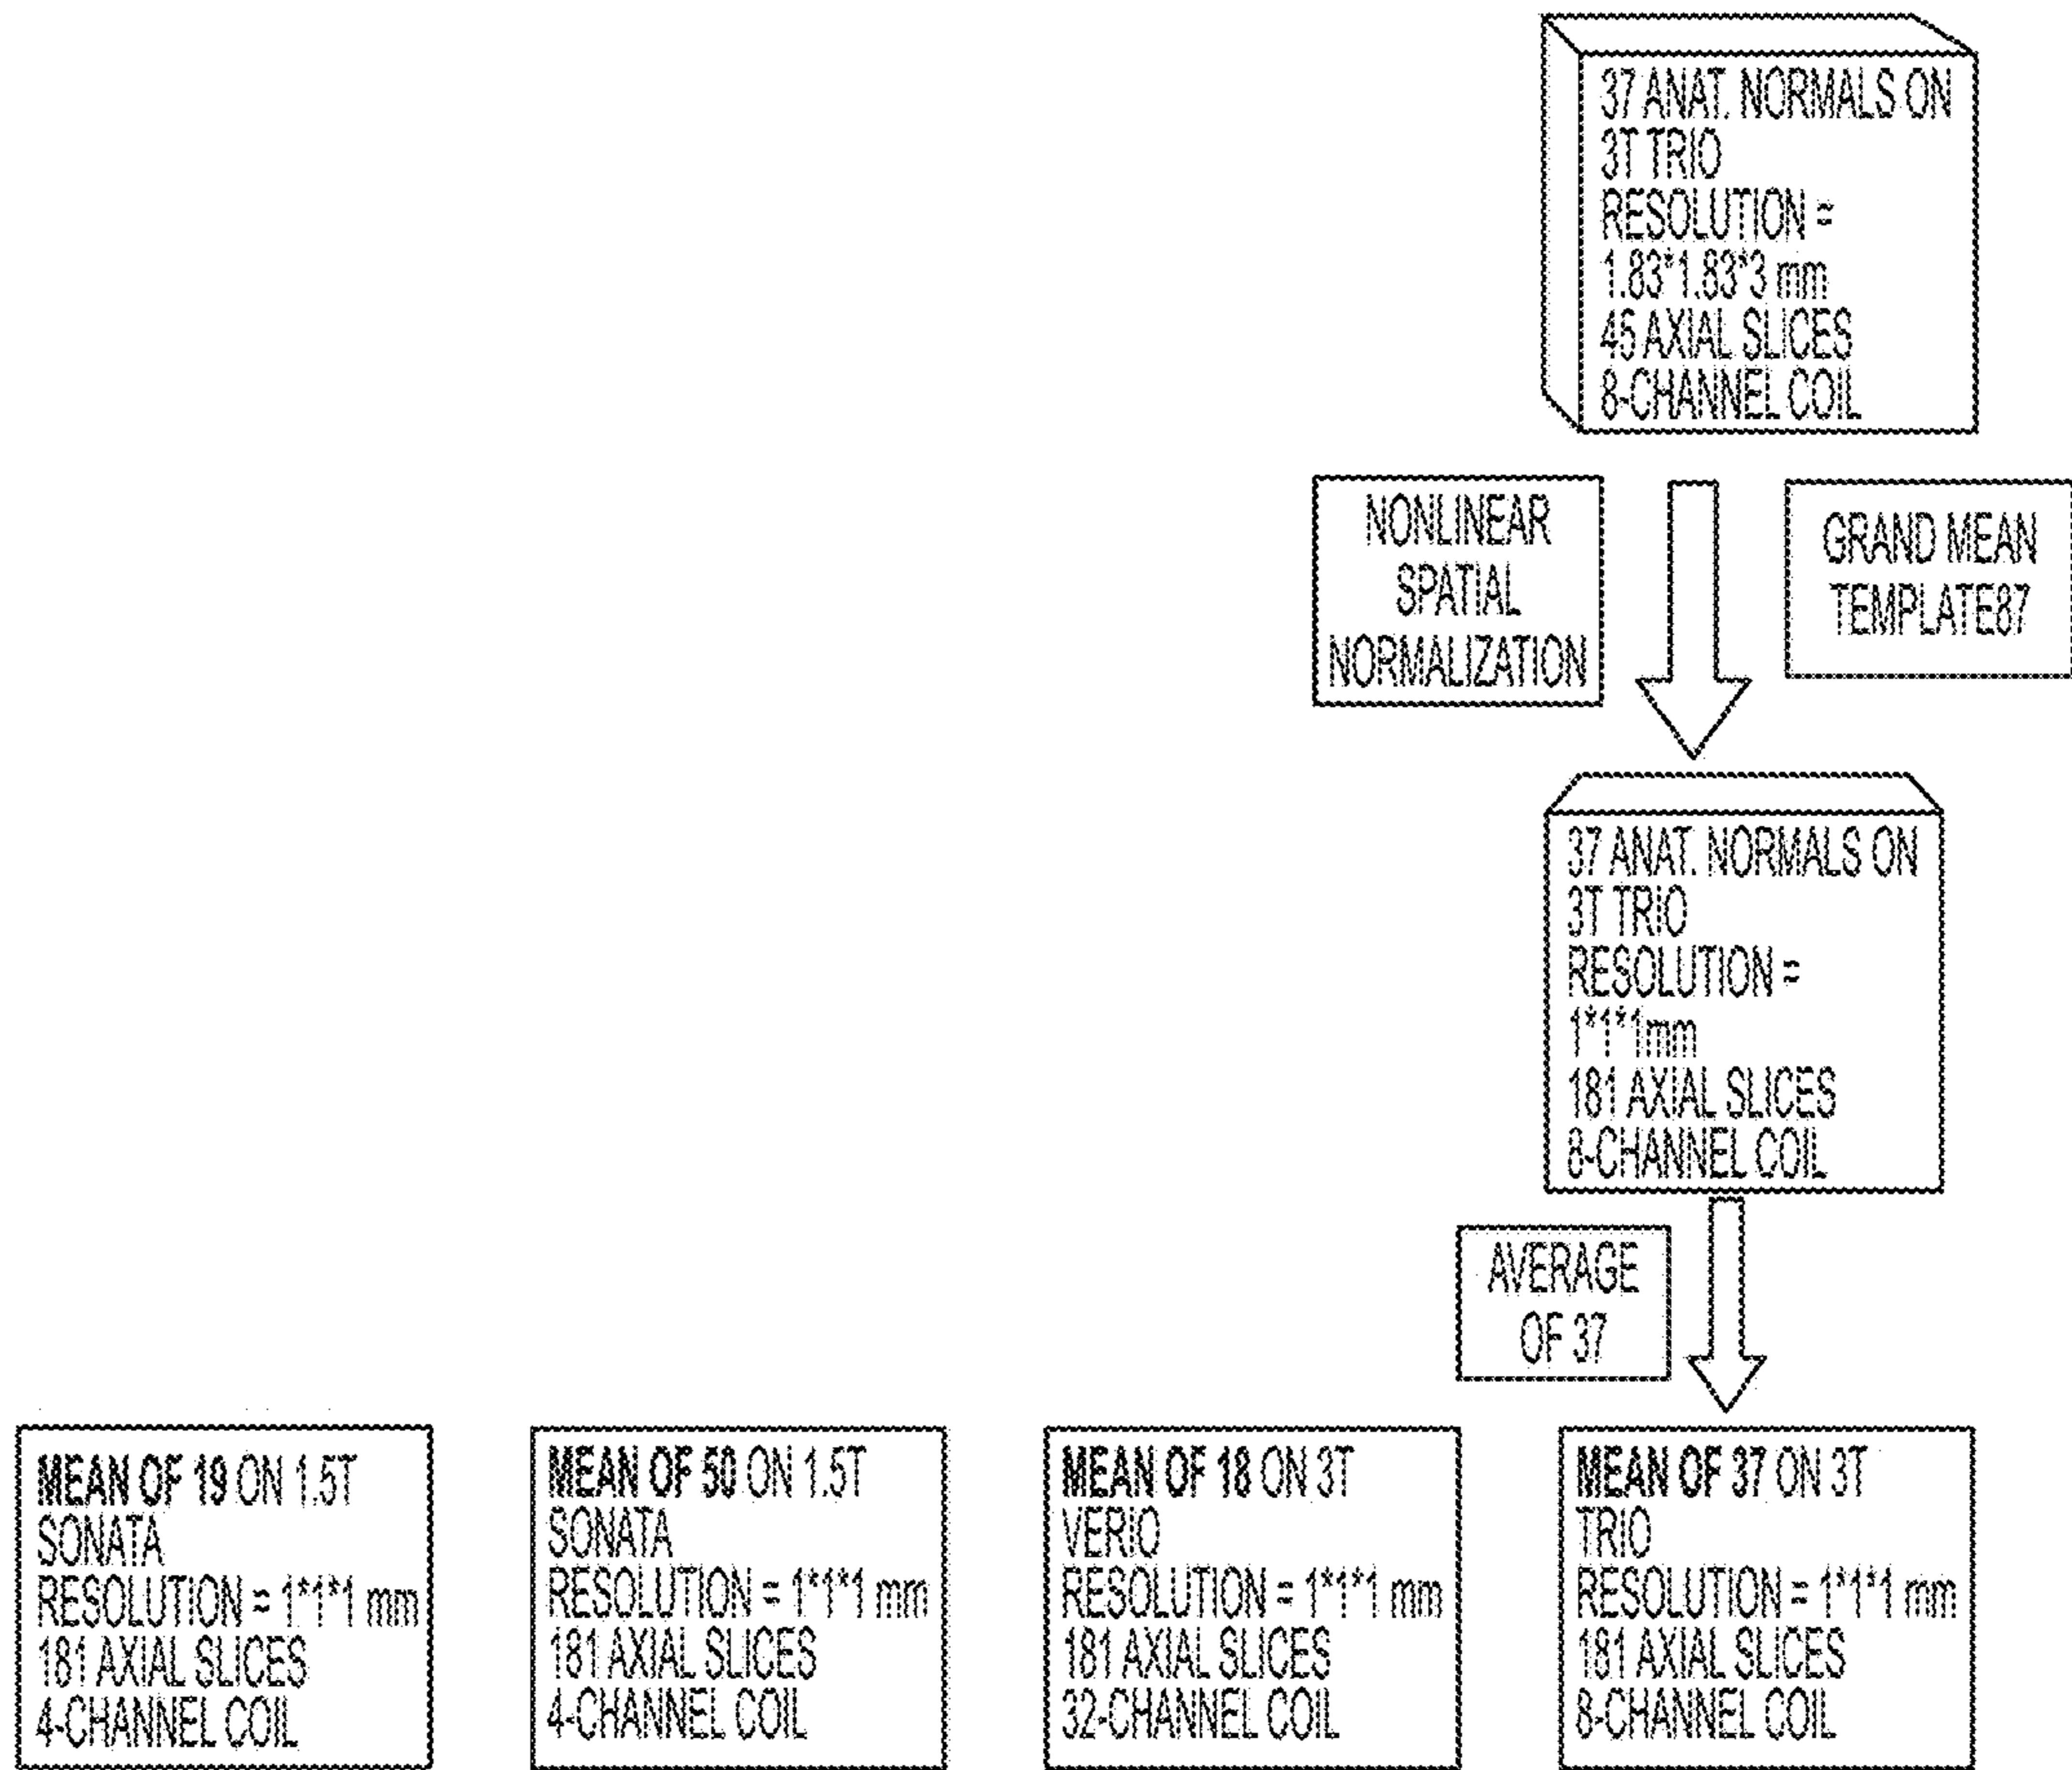 37 ANAT. NORMALS ON
3T TRIO
RESOLUTION =
1.83*1.83*3 mm
45 AXIAL SLICES
8-CHANNEL COIL
NONLINEAR
SPATIAL
NORMALIZATION
GRAND MEAN
TEMPLATE87
37 ANAT. NORMALS ON
3T TRIO
RESOLUTION =
1*1*1mm
181 AXIAL SLICES
8-CHANNEL COIL
AVERAGE
OF 37
MEAN OF 19 ON 1.5T
SONATA
RESOLUTION = 1*1*1 mm
181 AXIAL SLICES
4-CHANNEL COIL
MEAN OF 50 ON 1.5T
SONATA
RESOLUTION = 1*1*1 mm
181 AXIAL SLICES
4-CHANNEL COIL
MEAN OF 18 ON 3T
VERIO
RESOLUTION = 1*1*1 mm
181 AXIAL SLICES
32-CHANNEL COIL
MEAN OF 37 ON 3T
TRIO
RESOLUTION = 1*1*1 mm
181 AXIAL SLICES
8-CHANNEL COIL